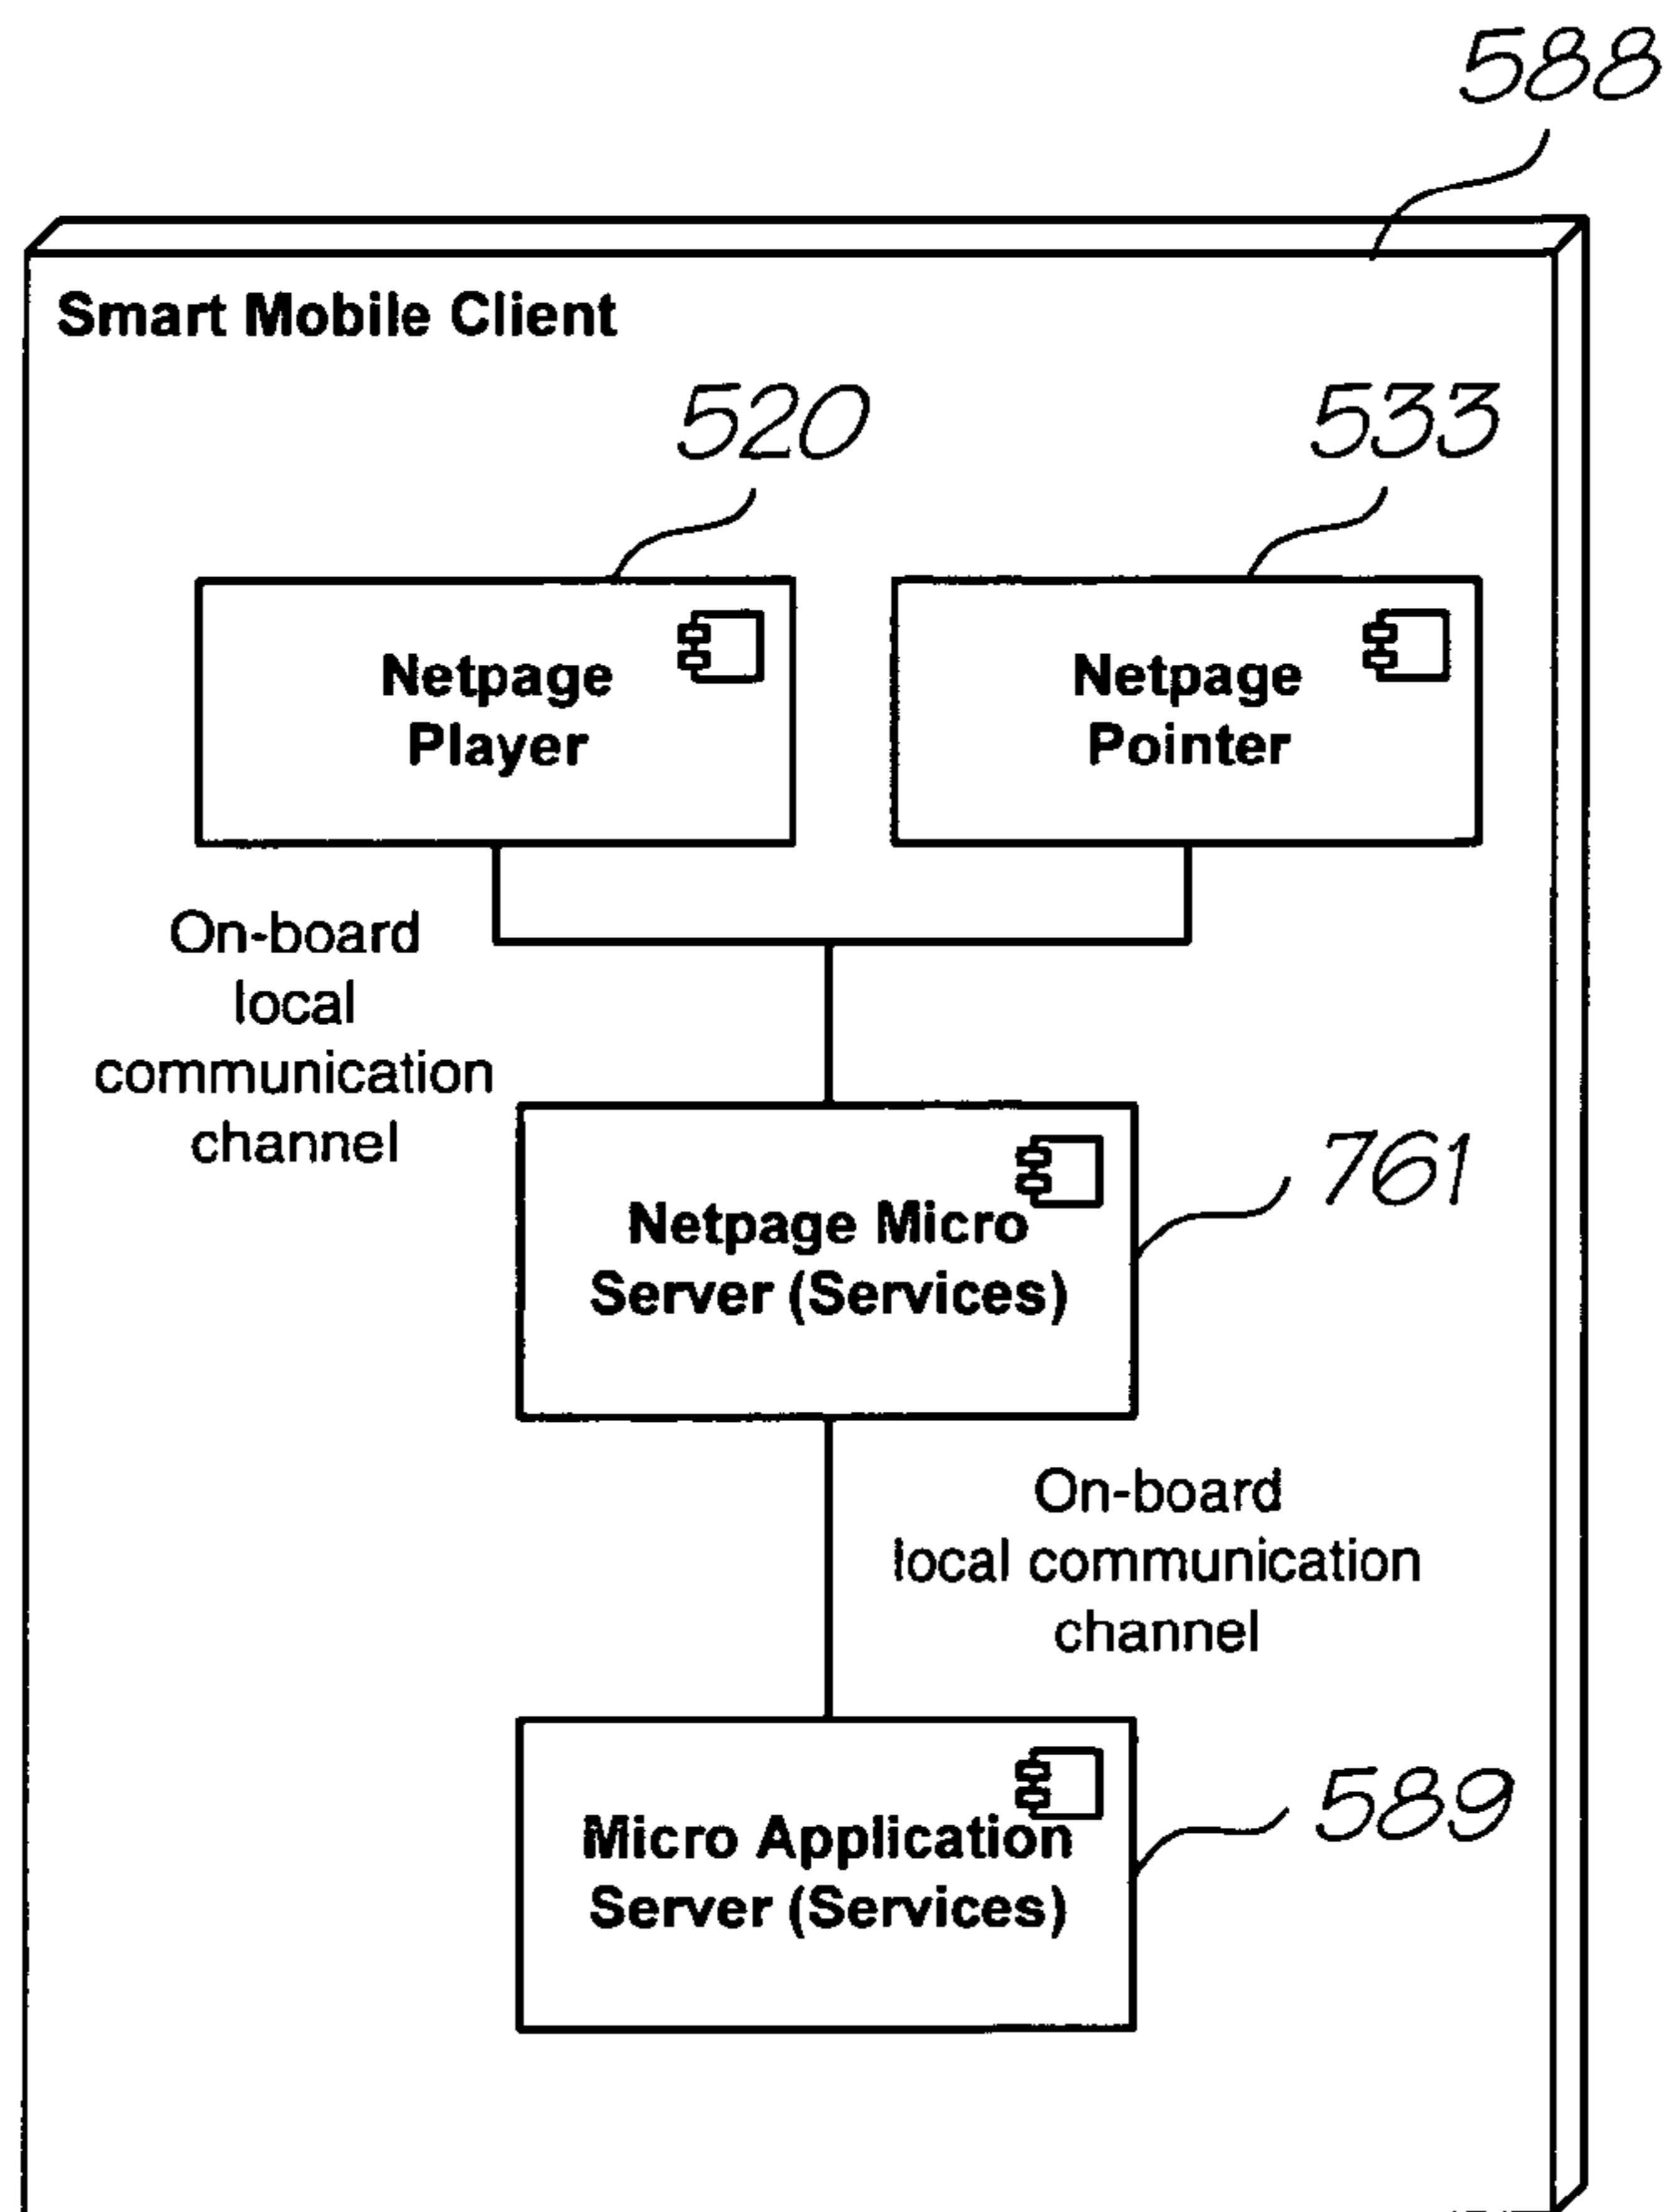 588
Smart Mobile Client
520
533
Netpage
Player
Netpage
Pointer
On-board
local
communication
channel
761
Netpage Micro
Server (Services)
On-board
local communication
channel
589
Micro Application
Server (Services)